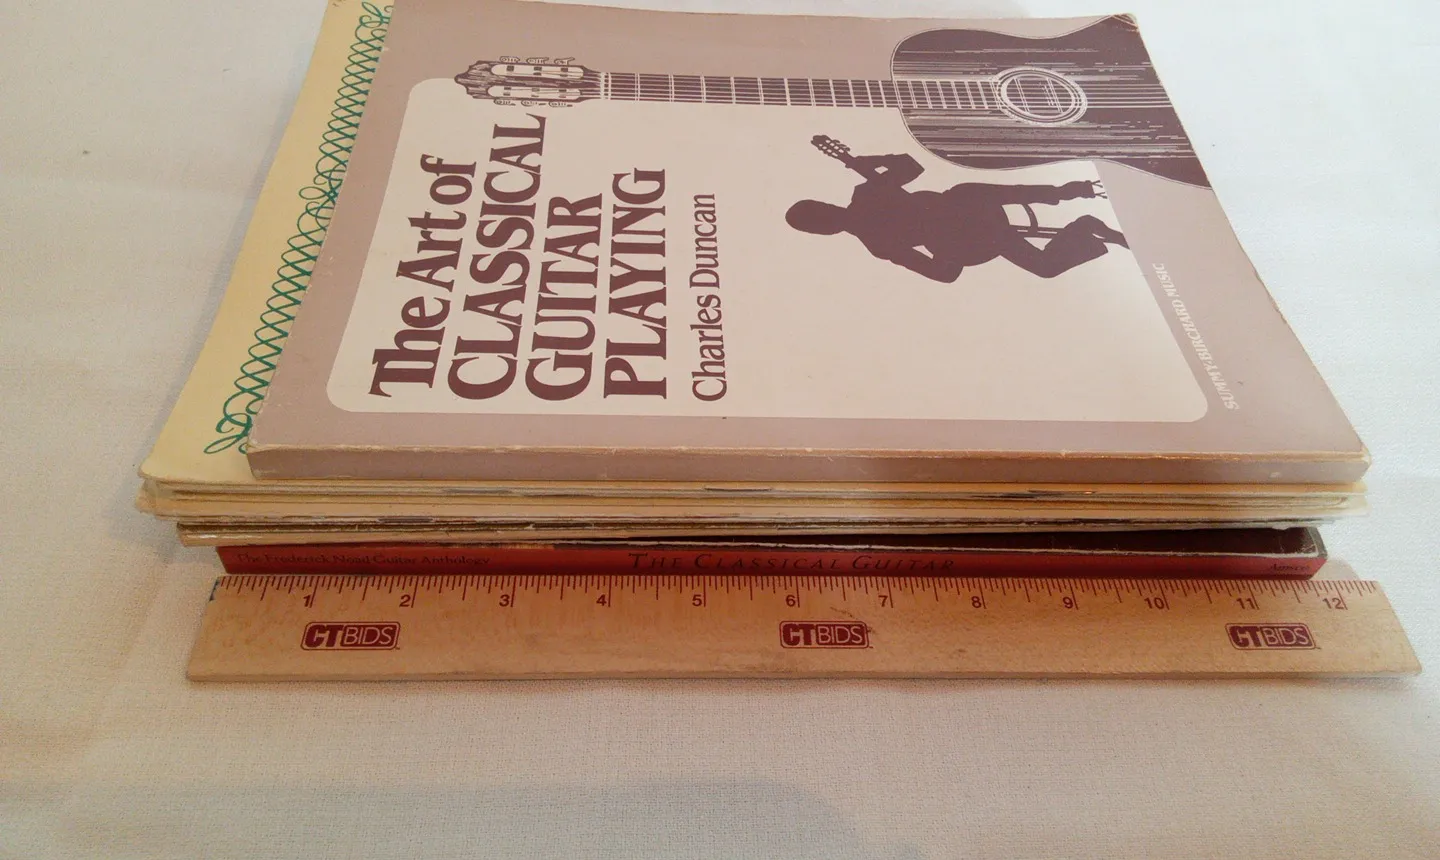 The Art of
CLASSICAL
GUITAR
PLAYING
Charles Duncan
SUMMY-BIRCHARD MUSIC
The Frederick Noad Guitar Anthology THE CLASSICAL GUITAR Amsco
1 2 3 4 5 6 7 8 9 10 11 12
CTBIDS CTBIDS CTBIDS